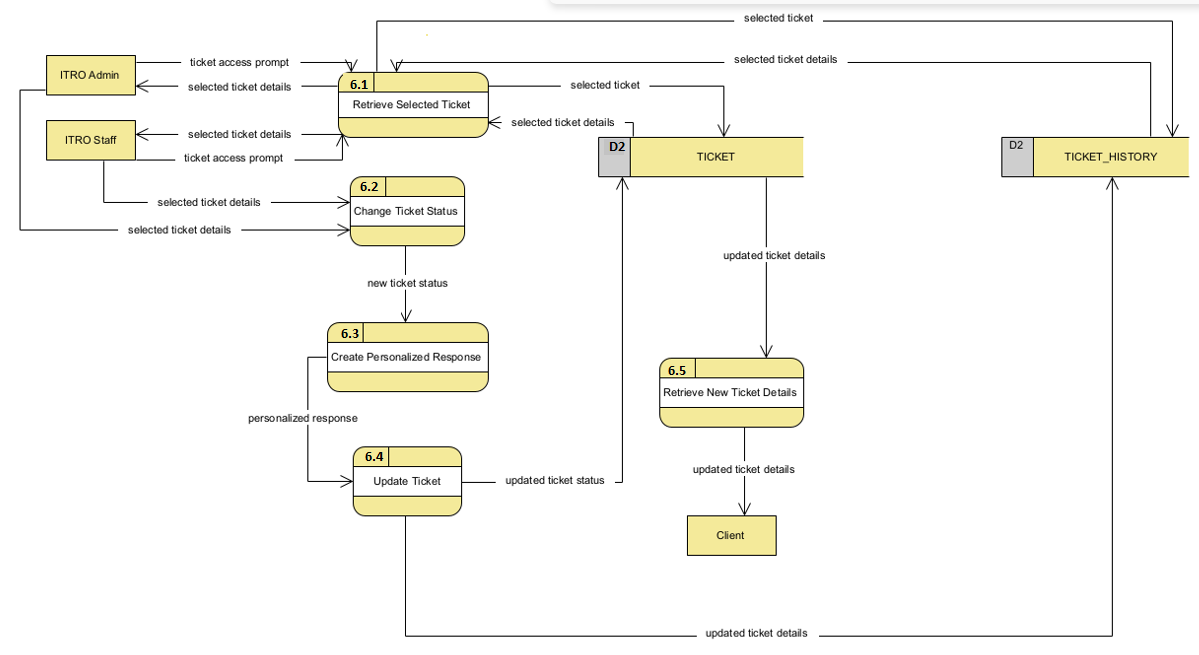 selected ticket
ticket access prompt
selected ticket details
ITRO Admin
6.1
selected ticket details
selected ticket
Retrieve Selected Ticket
selected ticket details
ITRO Staff
selected ticket details
ticket access prompt
D2
TICKET
D2
TICKET_HISTORY
6.2
selected ticket details
Change Ticket Status
selected ticket details
updated ticket details
new ticket status
6.3
Create Personalized Response
6.5
Retrieve New Ticket Details
personalized response
6.4
Update Ticket
updated ticket status
updated ticket details
Client
updated ticket details